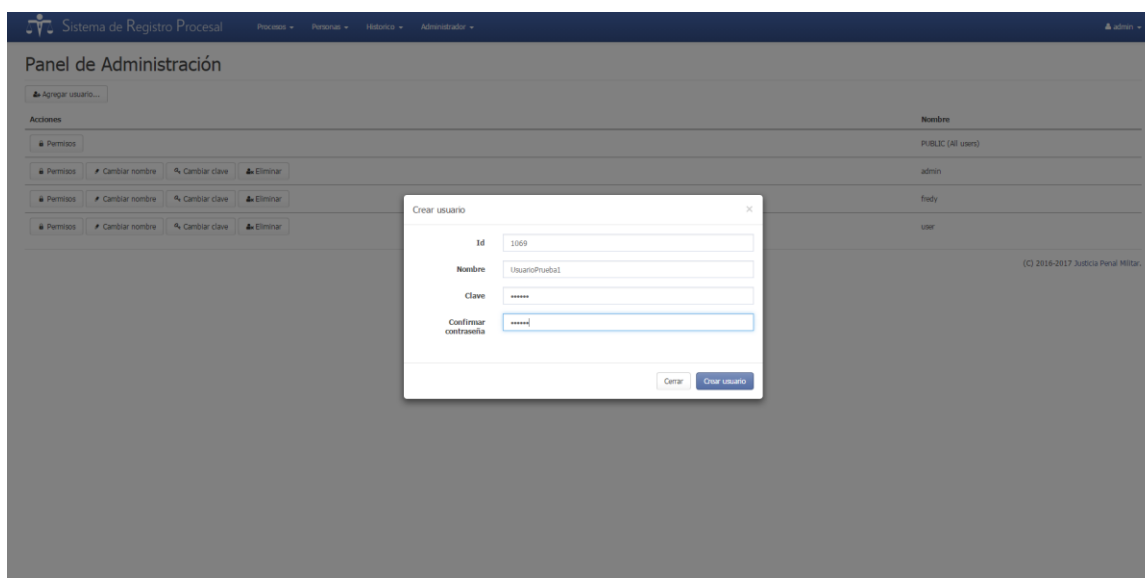 Sistema de Registro Procesal Procesos Personas Historico Administrador admin
Panel de Administración
Agregar usuario...
Acciones Nombre
Permisos PUBLIC (All users)
Permisos Cambiar nombre Cambiar clave Eliminar admin
Permisos Cambiar nombre Cambiar clave Eliminar fredy
Permisos Cambiar nombre Cambiar clave Eliminar user
(C) 2016-2017 Justicia Penal Militar.
Crear usuario ×
Id 1069
Nombre UsuarioPrueba1
Clave ••••••
Confirmar
contraseña ••••••
Cerrar Crear usuario